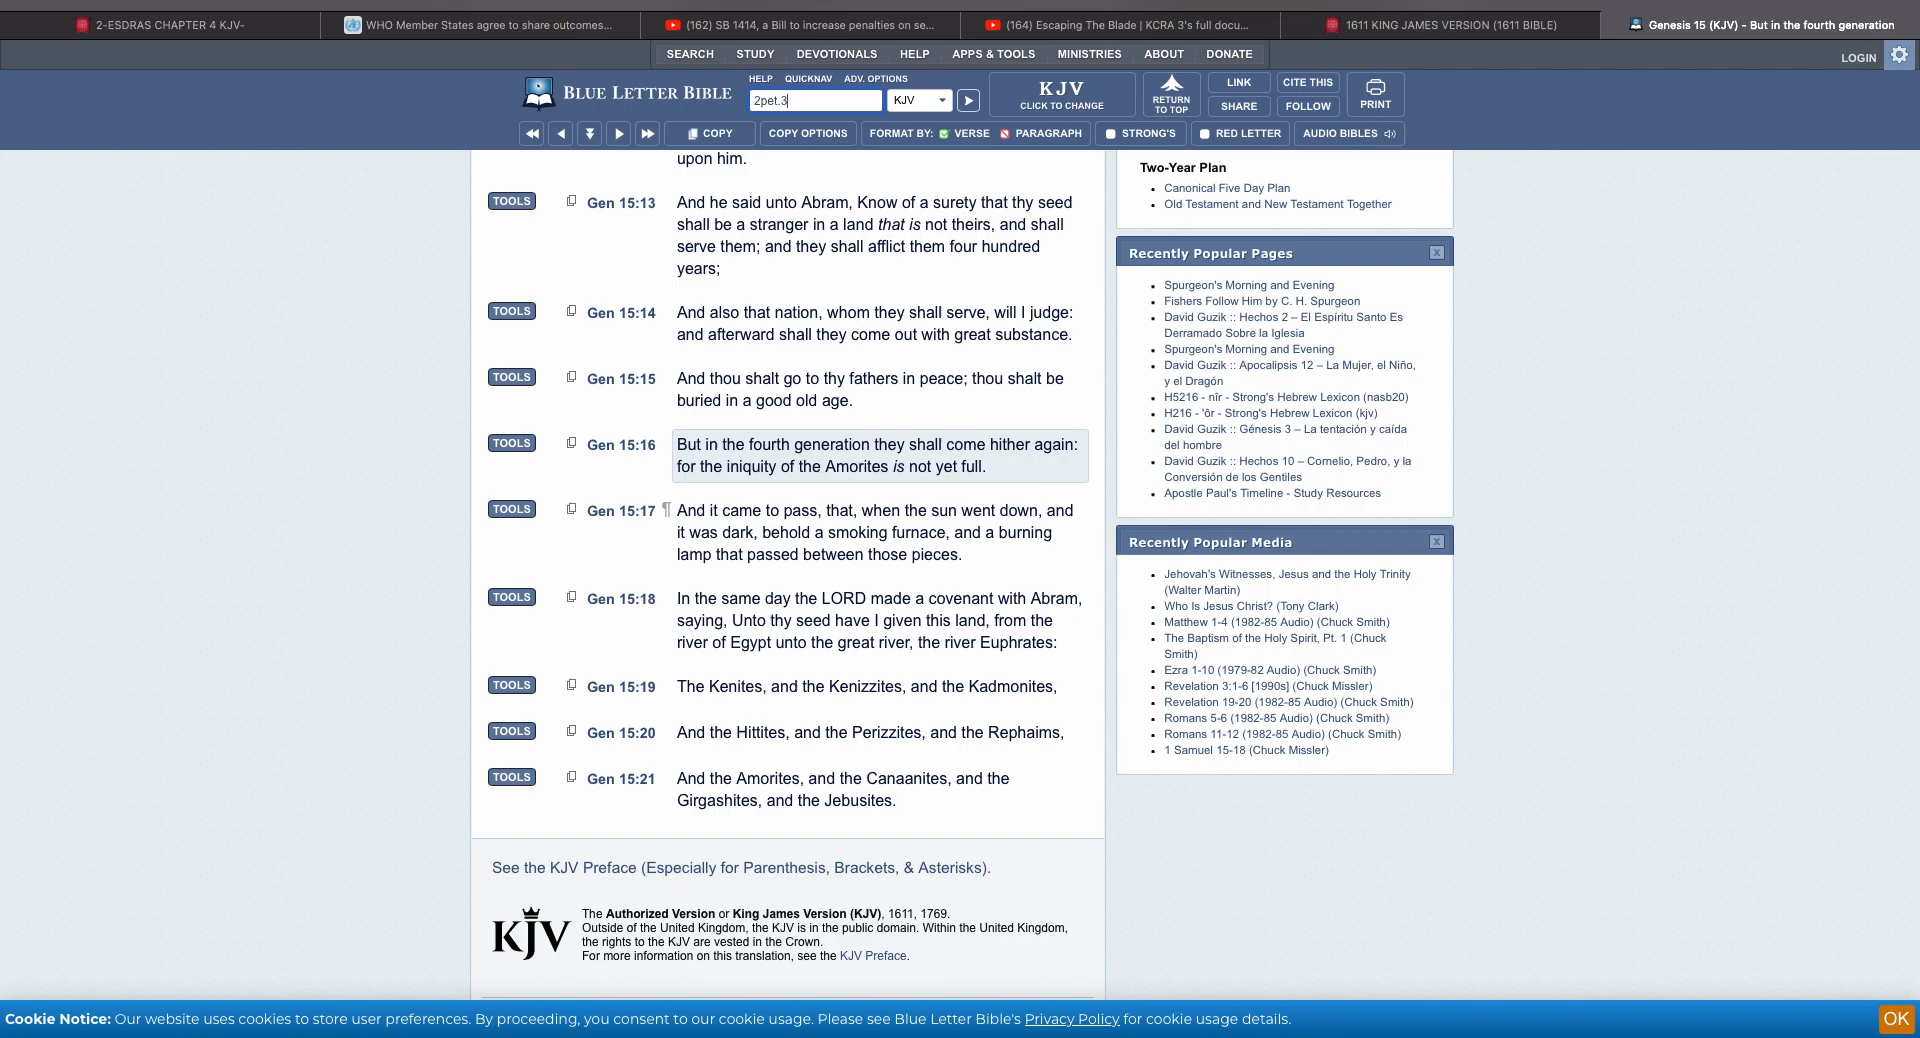 2-ESDRAS CHAPTER 4 KJV-
WHO Member States agree to share outcomes...
(162) SB 1414, a Bill to increase penalties on se...
(164) Escaping The Blade | KCRA 3's full docu...
1611 KING JAMES VERSION (1611 BIBLE)
Genesis 15 (KJV) - But in the fourth generation
SEARCH STUDY DEVOTIONALS HELP APPS & TOOLS MINISTRIES ABOUT DONATE
LOGIN
BLUE LETTER BIBLE
HELP QUICKNAV ADV. OPTIONS
2pet.3
KJV
KJV
CLICK TO CHANGE
RETURN
TO TOP
LINK
CITE THIS
SHARE
FOLLOW
PRINT
COPY
COPY OPTIONS
FORMAT BY: VERSE PARAGRAPH
STRONG'S
RED LETTER
AUDIO BIBLES
upon him.
TOOLS Gen 15:13 And he said unto Abram, Know of a surety that thy seed
shall be a stranger in a land that is not theirs, and shall
serve them; and they shall afflict them four hundred
years;
TOOLS Gen 15:14 And also that nation, whom they shall serve, will I judge:
and afterward shall they come out with great substance.
TOOLS Gen 15:15 And thou shalt go to thy fathers in peace; thou shalt be
buried in a good old age.
TOOLS Gen 15:16 But in the fourth generation they shall come hither again:
for the iniquity of the Amorites is not yet full.
TOOLS Gen 15:17 ¶ And it came to pass, that, when the sun went down, and
it was dark, behold a smoking furnace, and a burning
lamp that passed between those pieces.
TOOLS Gen 15:18 In the same day the LORD made a covenant with Abram,
saying, Unto thy seed have I given this land, from the
river of Egypt unto the great river, the river Euphrates:
TOOLS Gen 15:19 The Kenites, and the Kenizzites, and the Kadmonites,
TOOLS Gen 15:20 And the Hittites, and the Perizzites, and the Rephaims,
TOOLS Gen 15:21 And the Amorites, and the Canaanites, and the
Girgashites, and the Jebusites.
See the KJV Preface (Especially for Parenthesis, Brackets, & Asterisks).
KJV
The Authorized Version or King James Version (KJV), 1611, 1769.
Outside of the United Kingdom, the KJV is in the public domain. Within the United Kingdom,
the rights to the KJV are vested in the Crown.
For more information on this translation, see the KJV Preface.
Two-Year Plan
Canonical Five Day Plan
Old Testament and New Testament Together
Recently Popular Pages
x
Spurgeon's Morning and Evening
Fishers Follow Him by C. H. Spurgeon
David Guzik :: Hechos 2 – El Espíritu Santo Es
Derramado Sobre la Iglesia
Spurgeon's Morning and Evening
David Guzik :: Apocalipsis 12 – La Mujer, el Niño,
y el Dragón
H5216 - nîr - Strong's Hebrew Lexicon (nasb20)
H216 - 'ôr - Strong's Hebrew Lexicon (kjv)
David Guzik :: Génesis 3 – La tentación y caída
del hombre
David Guzik :: Hechos 10 – Cornelio, Pedro, y la
Conversión de los Gentiles
Apostle Paul's Timeline - Study Resources
Recently Popular Media
x
Jehovah's Witnesses, Jesus and the Holy Trinity
(Walter Martin)
Who Is Jesus Christ? (Tony Clark)
Matthew 1-4 (1982-85 Audio) (Chuck Smith)
The Baptism of the Holy Spirit, Pt. 1 (Chuck
Smith)
Ezra 1-10 (1979-82 Audio) (Chuck Smith)
Revelation 3:1-6 [1990s] (Chuck Missler)
Revelation 19-20 (1982-85 Audio) (Chuck Smith)
Romans 5-6 (1982-85 Audio) (Chuck Smith)
Romans 11-12 (1982-85 Audio) (Chuck Smith)
1 Samuel 15-18 (Chuck Missler)
Cookie Notice: Our website uses cookies to store user preferences. By proceeding, you consent to our cookie usage. Please see Blue Letter Bible's Privacy Policy for cookie usage details.
OK